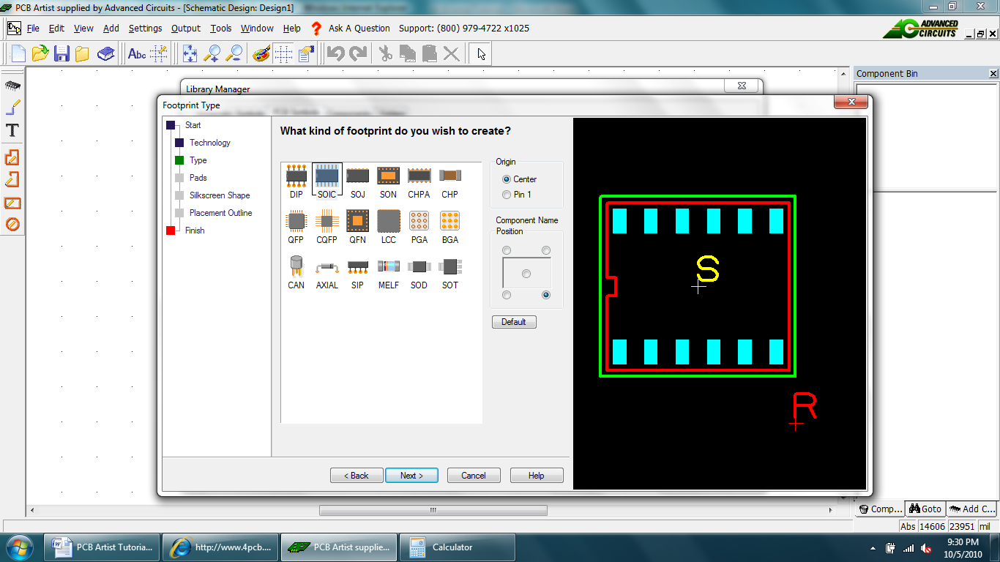 PCB Artist supplied by Advanced Circuits - [Schematic Design: Design1]
File Edit View Add Settings Output Tools Window Help ? Ask A Question Support: (800) 979-4722 x1025
ADVANCED
CIRCUITS
Abc
Component Bin
Library Manager
Footprint Type
Start
Technology
Type
Pads
Silkscreen Shape
Placement Outline
Finish
What kind of footprint do you wish to create?
DIP SOIC SOJ SON CHPA CHP
QFP CQFP QFN LCC PGA BGA
CAN AXIAL SIP MELF SOD SOT
Origin
Center
Pin 1
Component Name
Position
Default
S
R
< Back Next > Cancel Help
T
Comp... Goto Add C...
Abs 14606 23951 mil
PCB Artist Tutoria... http://www.4pcb.... PCB Artist supplie... Calculator
9:30 PM
10/5/2010